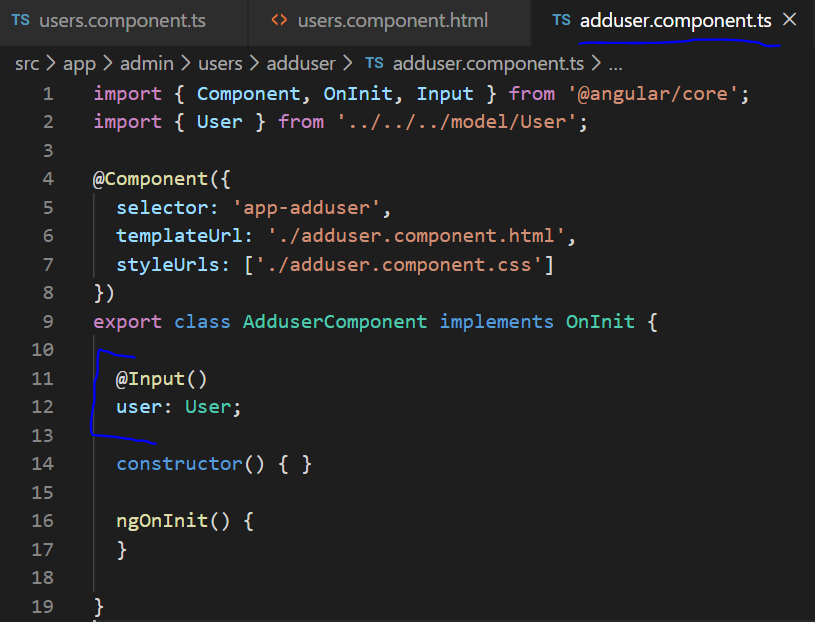 TS users.component.ts <> users.component.html TS adduser.component.ts ×
src > app > admin > users > adduser > TS adduser.component.ts > ...
1 import { Component, OnInit, Input } from '@angular/core';
2 import { User } from '../../../model/User';
3
4 @Component({
5 selector: 'app-adduser',
6 templateUrl: './adduser.component.html',
7 styleUrls: ['./adduser.component.css']
8 })
9 export class AdduserComponent implements OnInit {
10
11 @Input()
12 user: User;
13
14 constructor() { }
15
16 ngOnInit() {
17 }
18
19 }